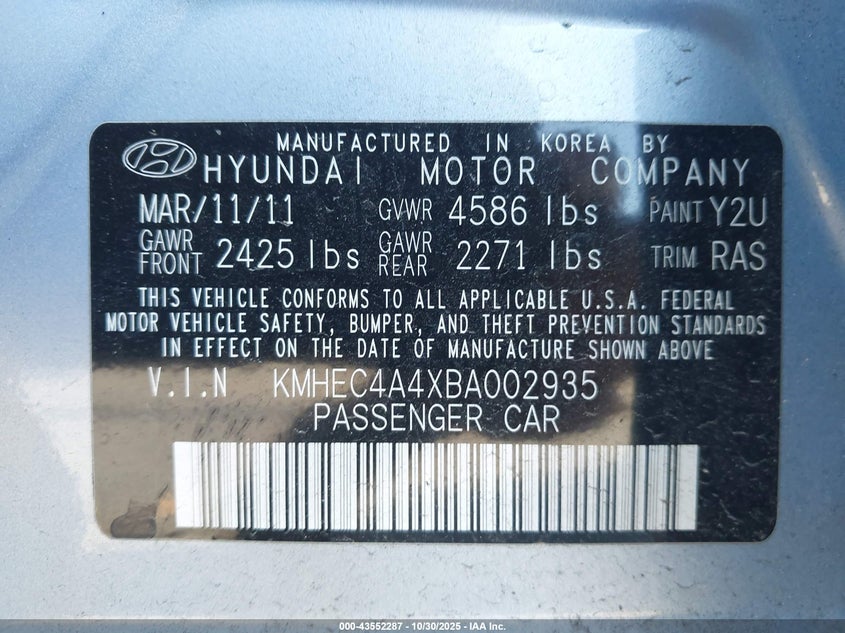 MANUFACTURED IN KOREA BY
HYUNDAI MOTOR COMPANY
MAR/11/11 GVWR 4586 lbs PAINT Y2U
GAWR FRONT 2425 lbs GAWR REAR 2271 lbs TRIM RAS
THIS VEHICLE CONFORMS TO ALL APPLICABLE U.S.A. FEDERAL
MOTOR VEHICLE SAFETY, BUMPER, AND THEFT PREVENTION STANDARDS
IN EFFECT ON THE DATE OF MANUFACTURE SHOWN ABOVE
V.I.N KMHEC4A4XBA002935
PASSENGER CAR
000-43552287 - 10/30/2025 - IAA Inc.